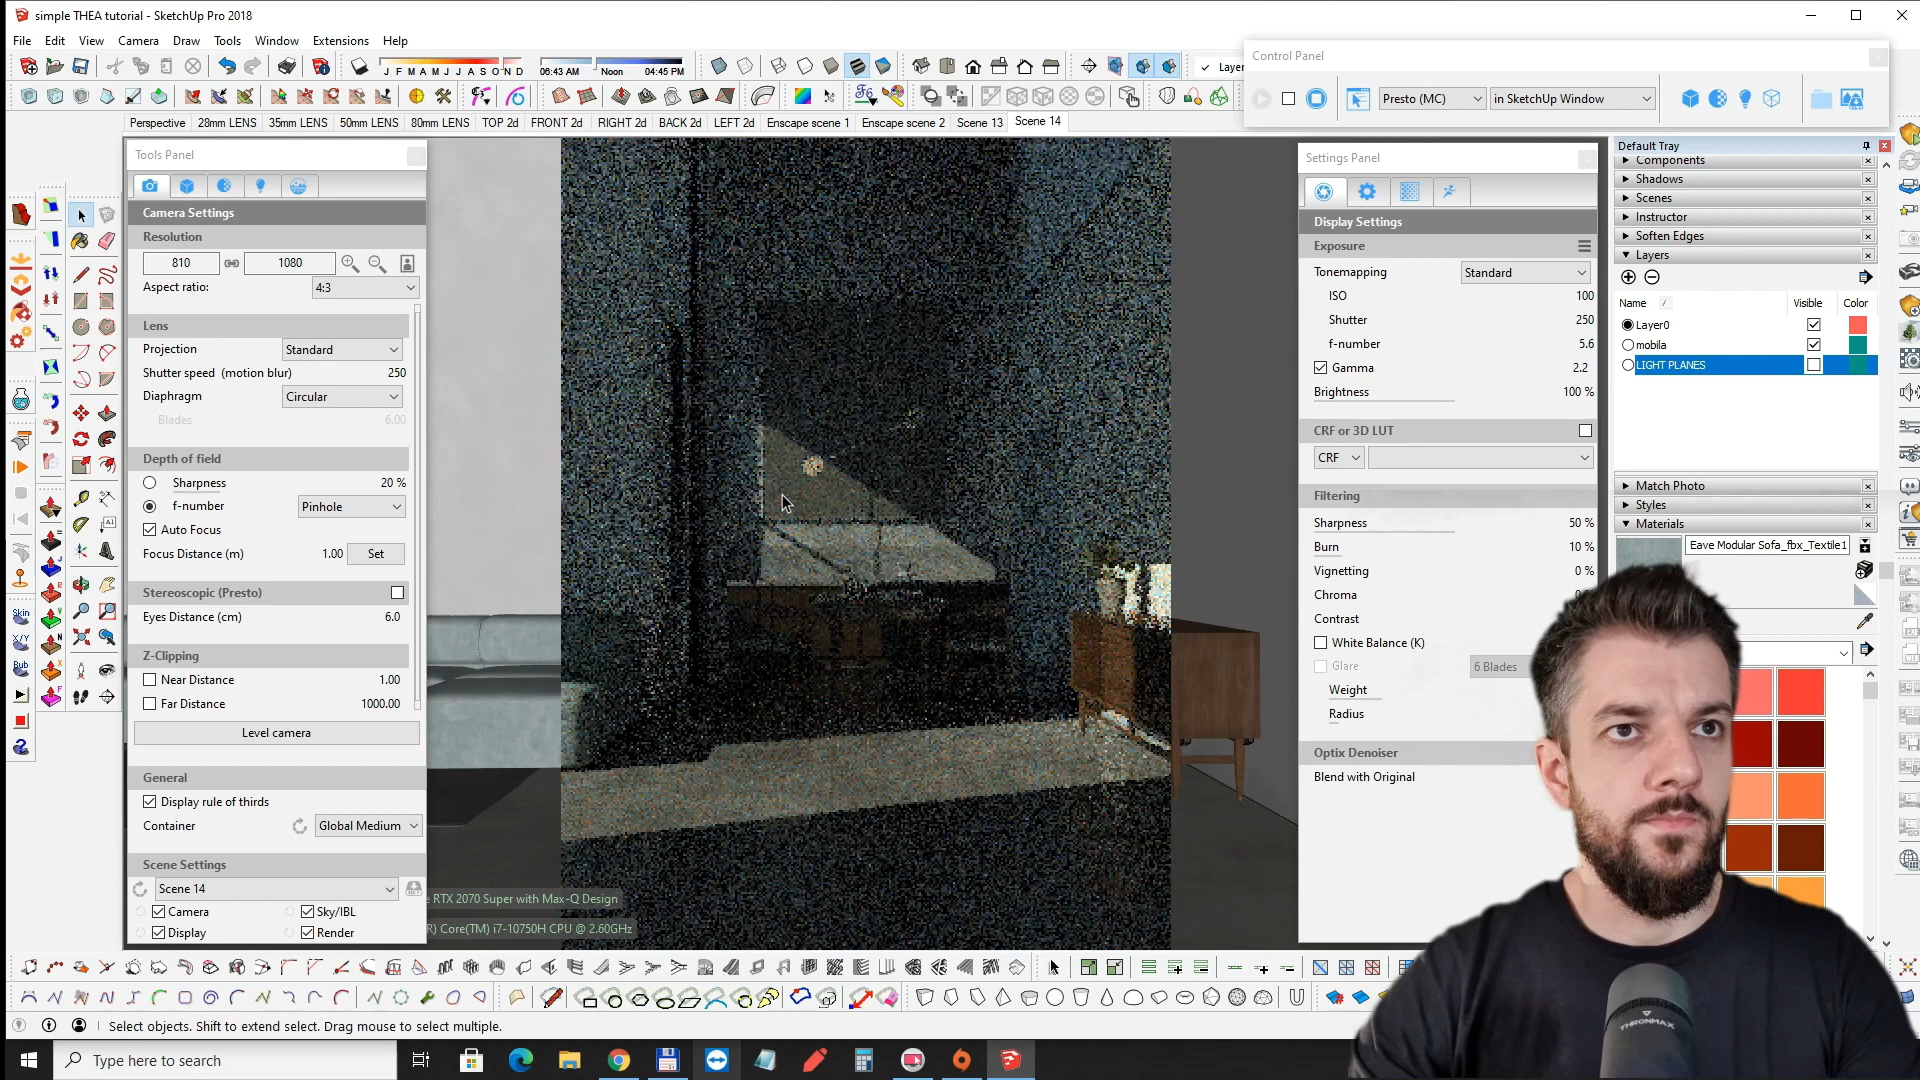 simple THEA tutorial - SketchUp Pro 2018
File Edit View Camera Draw Tools Window Extensions Help
J F M A M J J A S O N D
06:43 AM Noon 04:45 PM
Layer
Control Panel
Presto (MC)
in SketchUp Window
Perspective 28mm LENS 35mm LENS 50mm LENS 80mm LENS TOP 2d FRONT 2d RIGHT 2d BACK 2d LEFT 2d Enscape scene 1 Enscape scene 2 Scene 13 Scene 14
Tools Panel
Camera Settings
Resolution
810 1080
Aspect ratio: 4:3
Lens
Projection Standard
Shutter speed (motion blur) 250
Diaphragm Circular
Blades 6.00
Depth of field
Sharpness 20 %
f-number Pinhole
Auto Focus
Focus Distance (m) 1.00 Set
Stereoscopic (Presto)
Eyes Distance (cm) 6.0
Z-Clipping
Near Distance 1.00
Far Distance 1000.00
Level camera
General
Display rule of thirds
Container Global Medium
Scene Settings
Scene 14
Camera Sky/IBL
Display Render
RTX 2070 Super with Max-Q Design
R) Core(TM) i7-10750H CPU @ 2.60GHz
Settings Panel
Display Settings
Exposure
Tonemapping Standard
ISO 100
Shutter 250
f-number 5.6
Gamma 2.2
Brightness 100 %
CRF or 3D LUT
CRF
Filtering
Sharpness 50 %
Burn 10 %
Vignetting 0 %
Chroma
Contrast
White Balance (K)
Glare 6 Blades
Weight
Radius
Optix Denoiser
Blend with Original
Default Tray
Components
Shadows
Scenes
Instructor
Soften Edges
Layers
Name Visible Color
Layer0
mobila
LIGHT PLANES
Match Photo
Styles
Materials
Eave Modular Sofa_fbx_Textile1
Skin
X/Y
Bub
Select objects. Shift to extend select. Drag mouse to select multiple.
Type here to search
THRONMAX